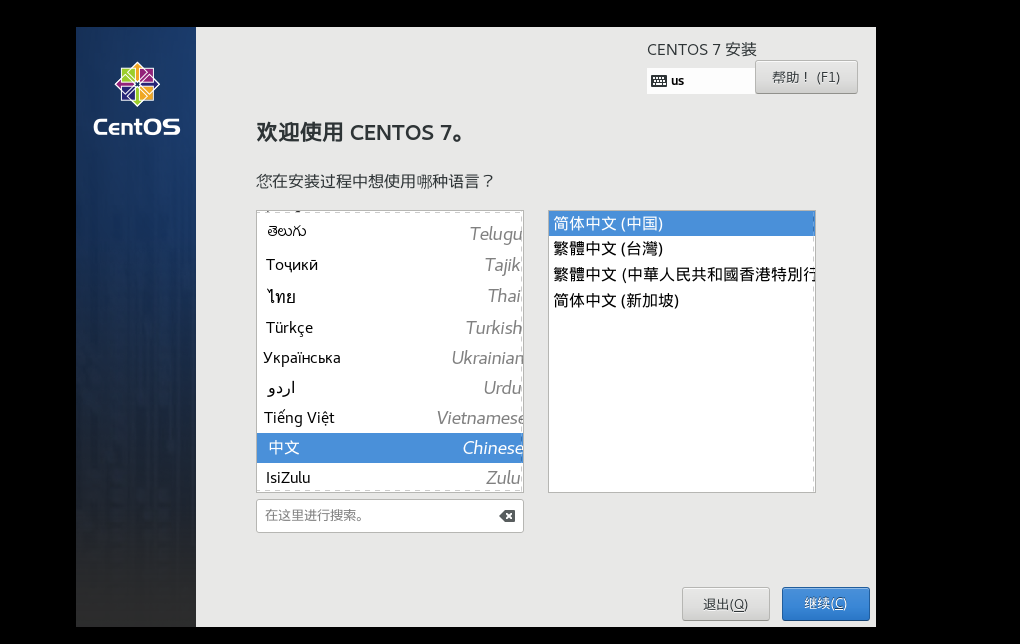 CentOS
CENTOS 7 安装
us
帮助！ (F1)
欢迎使用 CENTOS 7。
您在安装过程中想使用哪种语言？
తెలుగు Telugu
Тоҷикӣ Tajik
ไทย Thai
Türkçe Turkish
Українська Ukrainian
اردو Urdu
Tiếng Việt Vietnamese
中文 Chinese
IsiZulu Zulu
简体中文 (中国)
繁體中文 (台灣)
繁體中文 (中華人民共和國香港特別行
简体中文 (新加坡)
在这里进行搜索。
退出(Q)
继续(C)